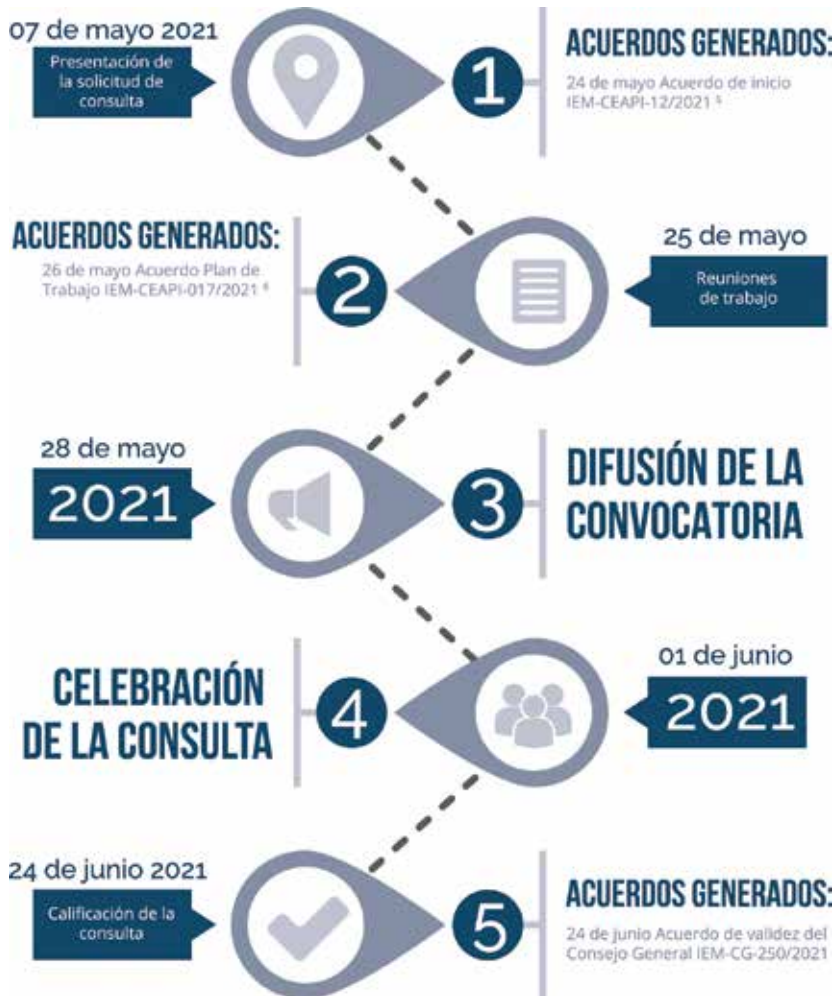 07 de mayo 2021
Presentación de
la solicitud de
consulta
1
ACUERDOS GENERADOS:
24 de mayo Acuerdo de inicio
IEM-CEAPI-12/2021 ⁵
ACUERDOS GENERADOS:
26 de mayo Acuerdo Plan de
Trabajo IEM-CEAPI-017/2021 ⁶
2
25 de mayo
Reuniones
de trabajo
28 de mayo
2021
3
DIFUSIÓN DE LA
CONVOCATORIA
CELEBRACIÓN
DE LA CONSULTA
4
01 de junio
2021
24 de junio 2021
Calificación de la
consulta
5
ACUERDOS GENERADOS:
24 de junio Acuerdo de validez del
Consejo General IEM-CG-250/2021